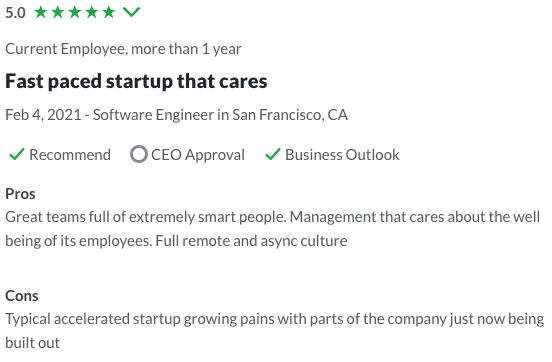 5.0
Current Employee, more than 1 year
Fast paced startup that cares
Feb 4, 2021 - Software Engineer in San Francisco, CA
Recommend CEO Approval Business Outlook
Pros
Great teams full of extremely smart people. Management that cares about the well
being of its employees. Full remote and async culture
Cons
Typical accelerated startup growing pains with parts of the company just now being
built out